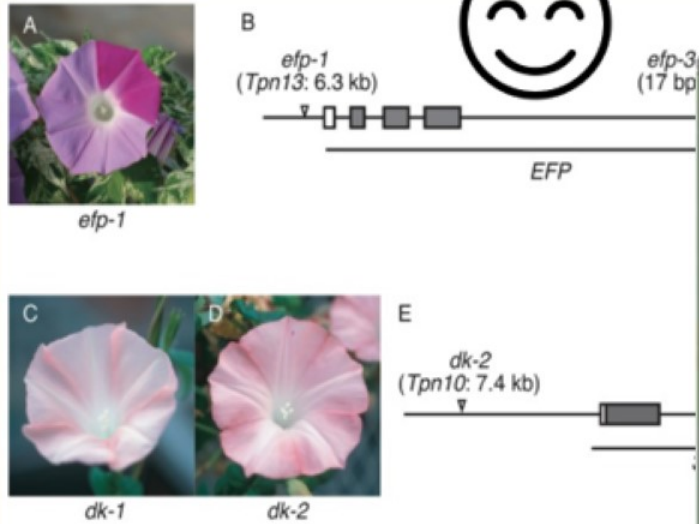 A
efp-1
B
efp-1
(Tpn13: 6.3 kb)
efp-3
(17 bp
EFP
C
dk-1
D
dk-2
E
dk-2
(Tpn10: 7.4 kb)